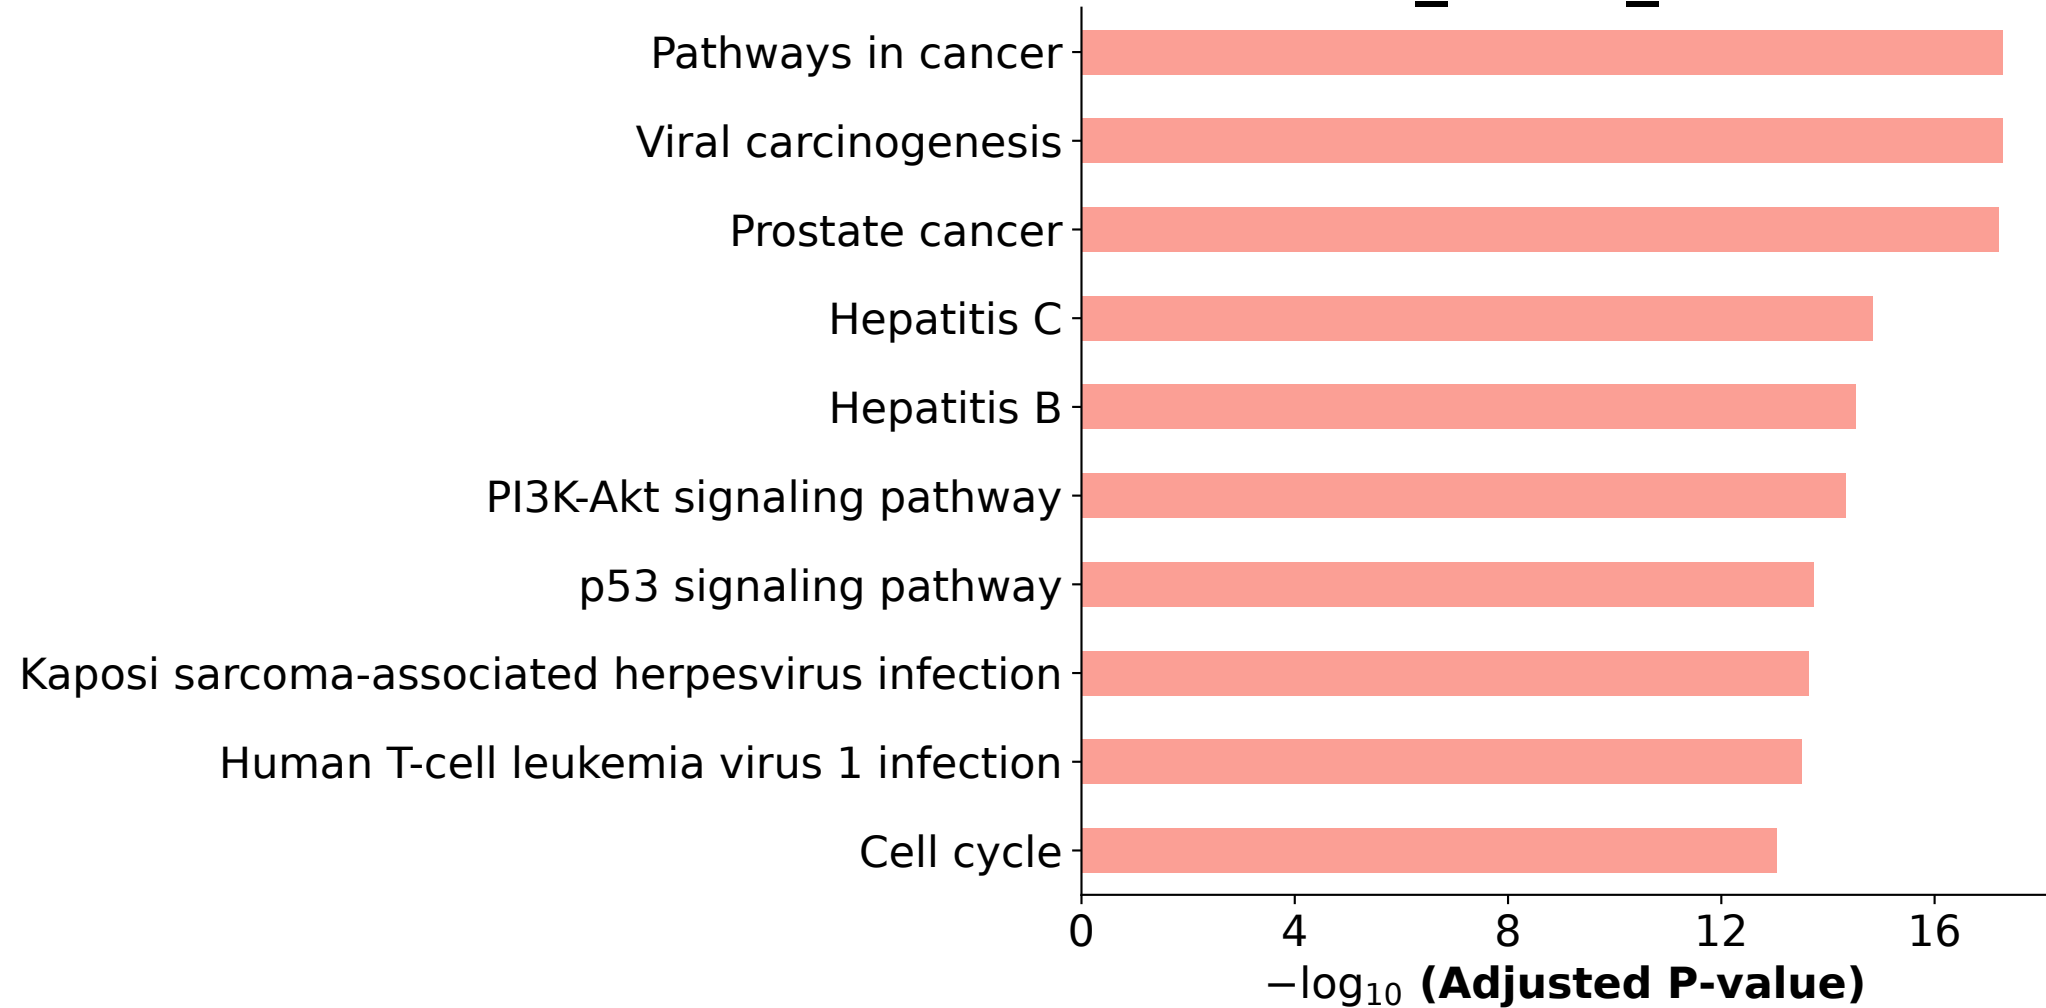 Pathways in cancer
Viral carcinogenesis
Prostate cancer
Hepatitis C
Hepatitis B
PI3K-Akt signaling pathway
p53 signaling pathway
Kaposi sarcoma-associated herpesvirus infection
Human T-cell leukemia virus 1 infection
Cell cycle
0 4 8 12 16
−log₁₀ (Adjusted P-value)